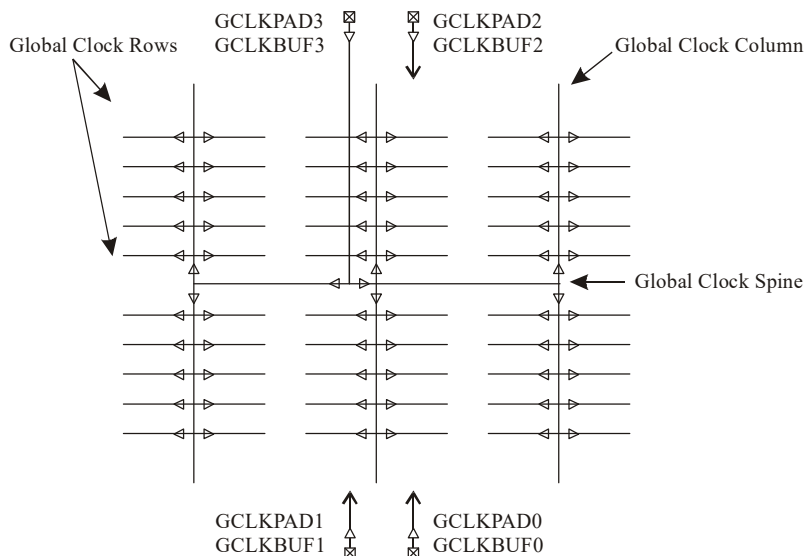 GCLKPAD3
GCLKBUF3
GCLKPAD2
GCLKBUF2
Global Clock Rows
Global Clock Column
Global Clock Spine
GCLKPAD1
GCLKBUF1
GCLKPAD0
GCLKBUF0